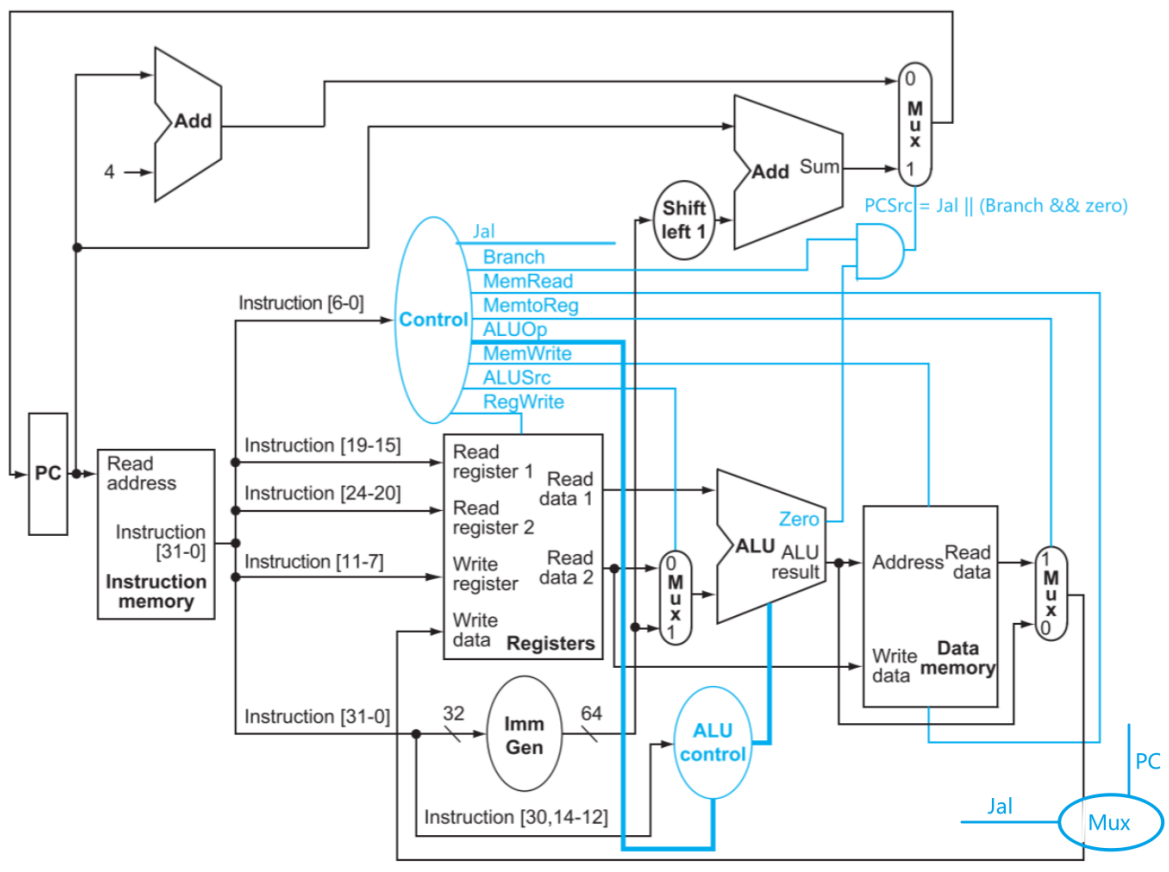 0
Mux
1
Add
4
Add Sum
Shift
left 1
PCSrc = Jal || (Branch && zero)
Jal
Branch
MemRead
MemtoReg
ALUOp
MemWrite
ALUSrc
RegWrite
Control
Instruction [6-0]
PC
Read
address
Instruction
[31-0]
Instruction
memory
Instruction [19-15]
Instruction [24-20]
Instruction [11-7]
Read
register 1
Read
register 2
Write
register
Write
data
Read
data 1
Read
data 2
Registers
0
Mux
1
Zero
ALU
ALU
result
Address
Read
data
Write
data
Data
memory
1
Mux
0
Instruction [31-0]
32
Imm
Gen
64
ALU
control
Instruction [30,14-12]
PC
Jal
Mux